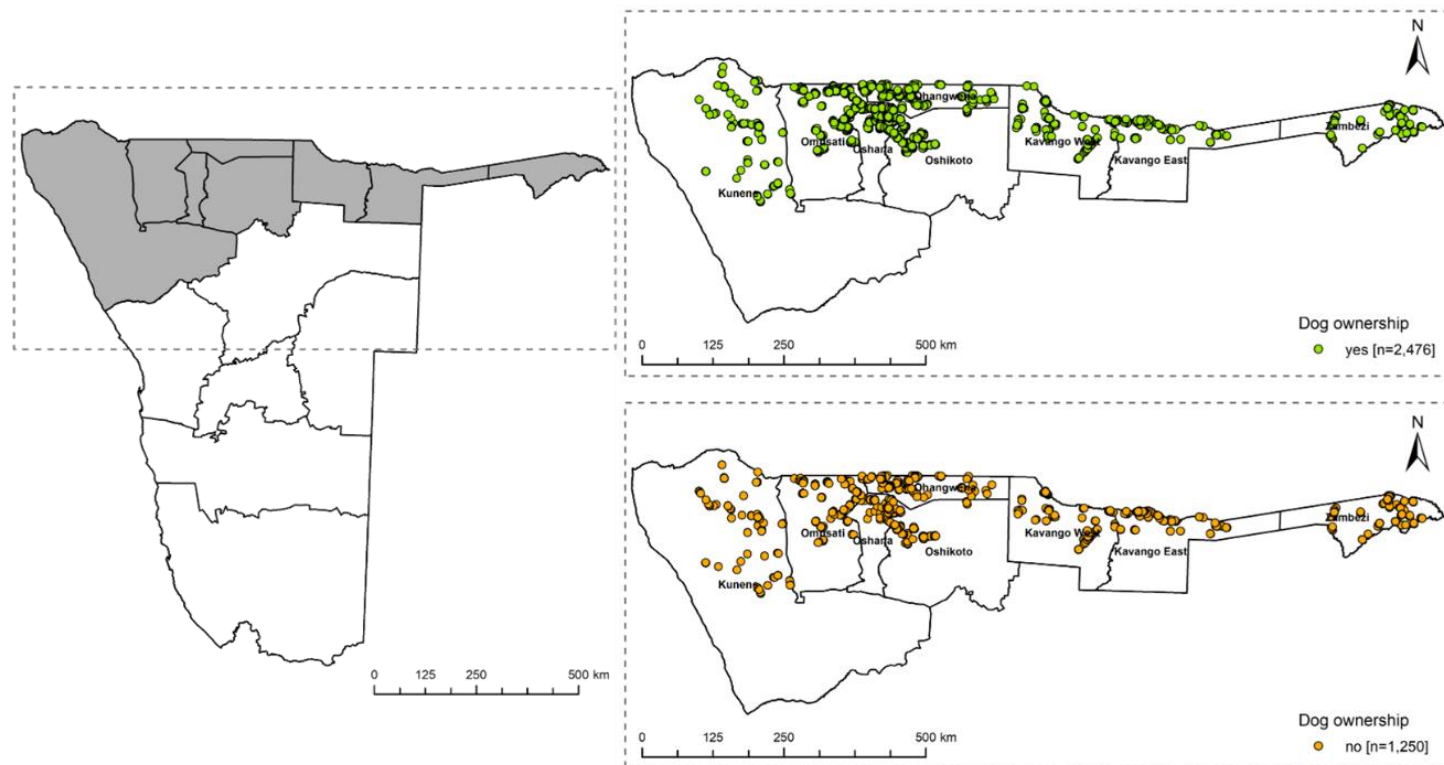 0 125 250 500 km
N
Ohangwena
Zambezi
Omusati
Oshana
Kavango West
Oshikoto
Kavango East
Kunene
Dog ownership
yes [n=2,476]
0 125 250 500 km
N
Ohangwena
Zambezi
Omusati
Oshana
Kavango West
Oshikoto
Kavango East
Kunene
Dog ownership
no [n=1,250]
0 125 250 500 km